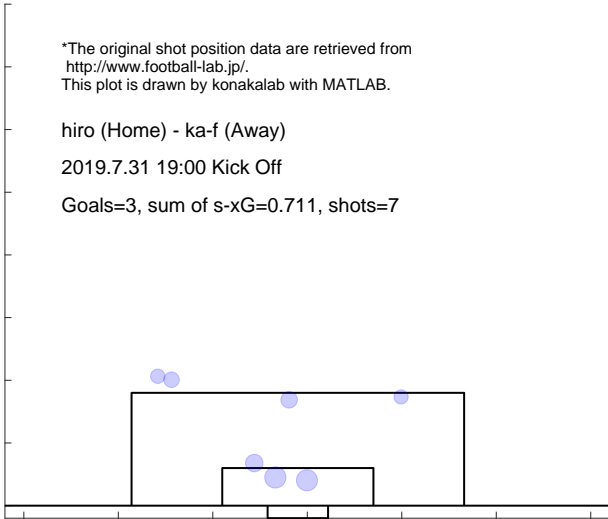 *The original shot position data are retrieved from
http://www.football-lab.jp/.
This plot is drawn by konakalab with MATLAB.
hiro (Home) - ka-f (Away)
2019.7.31 19:00 Kick Off
Goals=3, sum of s-xG=0.711, shots=7